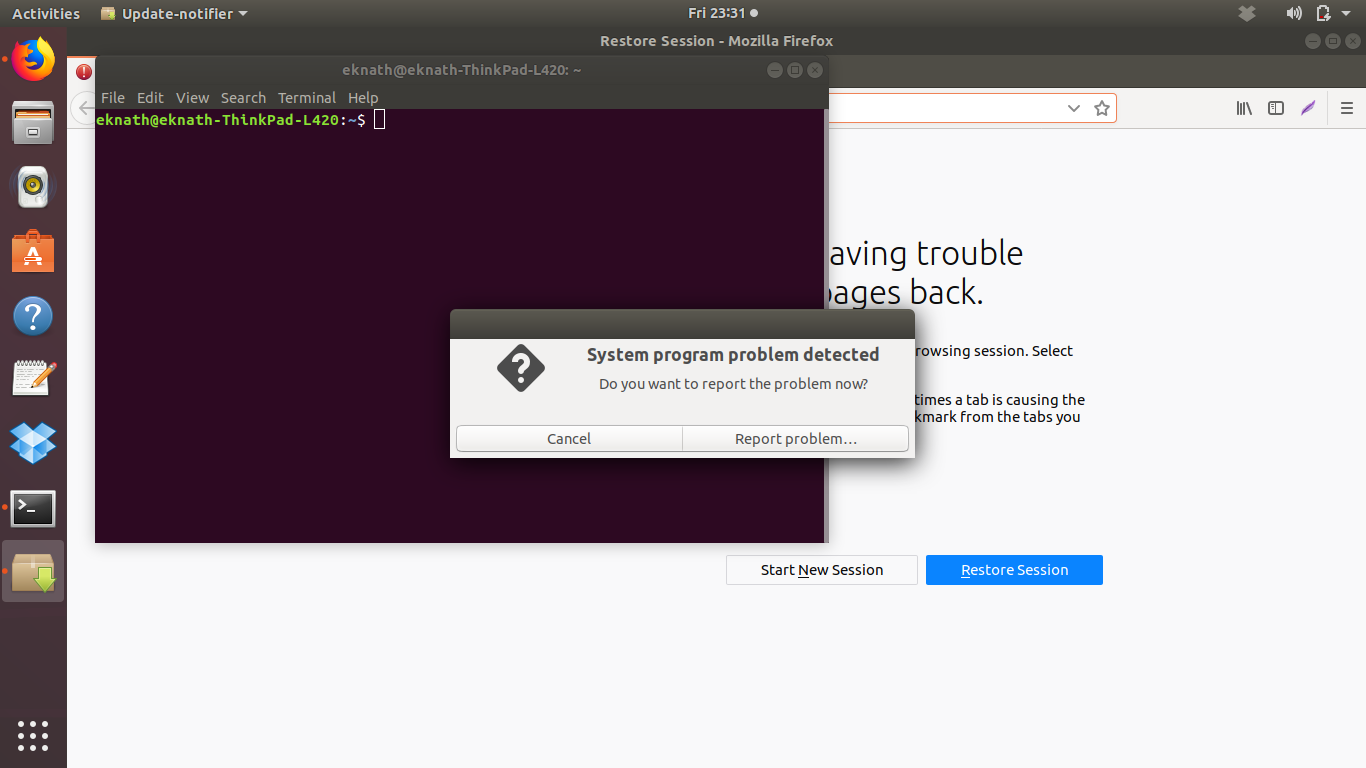 Activities
Update-notifier
Fri 23:31
Restore Session - Mozilla Firefox
eknath@eknath-ThinkPad-L420: ~
File Edit View Search Terminal Help
eknath@eknath-ThinkPad-L420:~$
aving trouble
pages back.
System program problem detected
Do you want to report the problem now?
Cancel
Report problem…
rowsing session. Select
times a tab is causing the
kmark from the tabs you
Start New Session
Restore Session